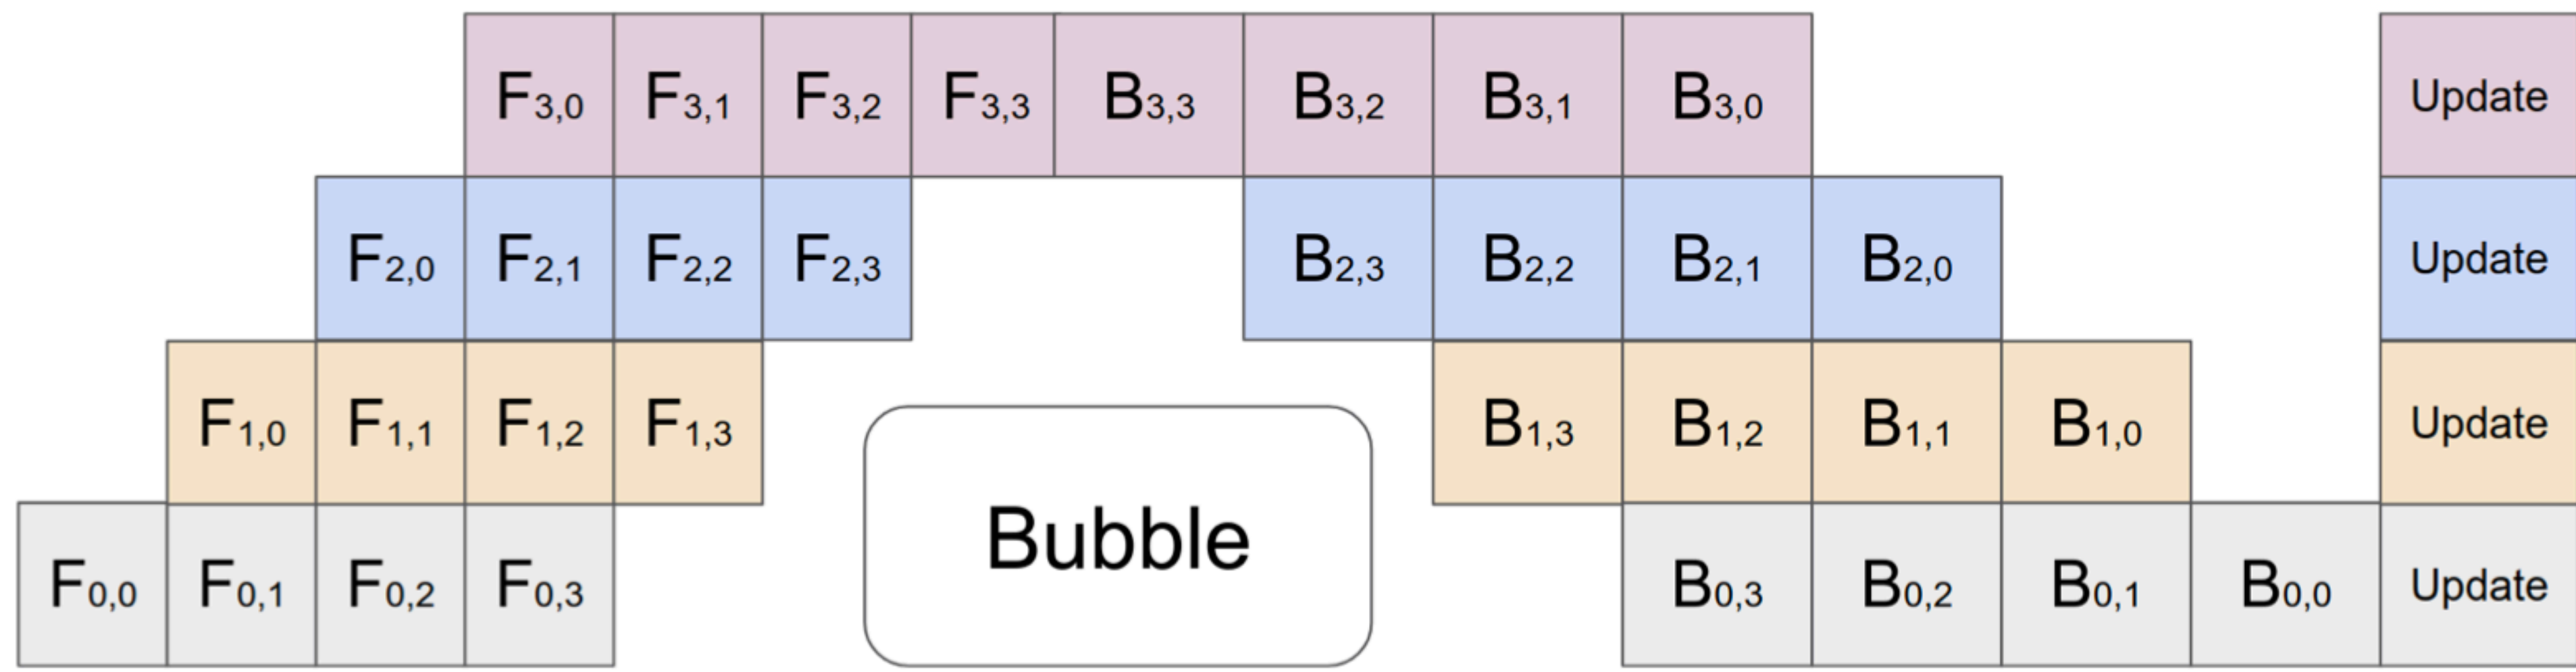 F3,0 F3,1 F3,2 F3,3 B3,3 B3,2 B3,1 B3,0 Update
F2,0 F2,1 F2,2 F2,3 B2,3 B2,2 B2,1 B2,0 Update
F1,0 F1,1 F1,2 F1,3 B1,3 B1,2 B1,1 B1,0 Update
Bubble
F0,0 F0,1 F0,2 F0,3 B0,3 B0,2 B0,1 B0,0 Update